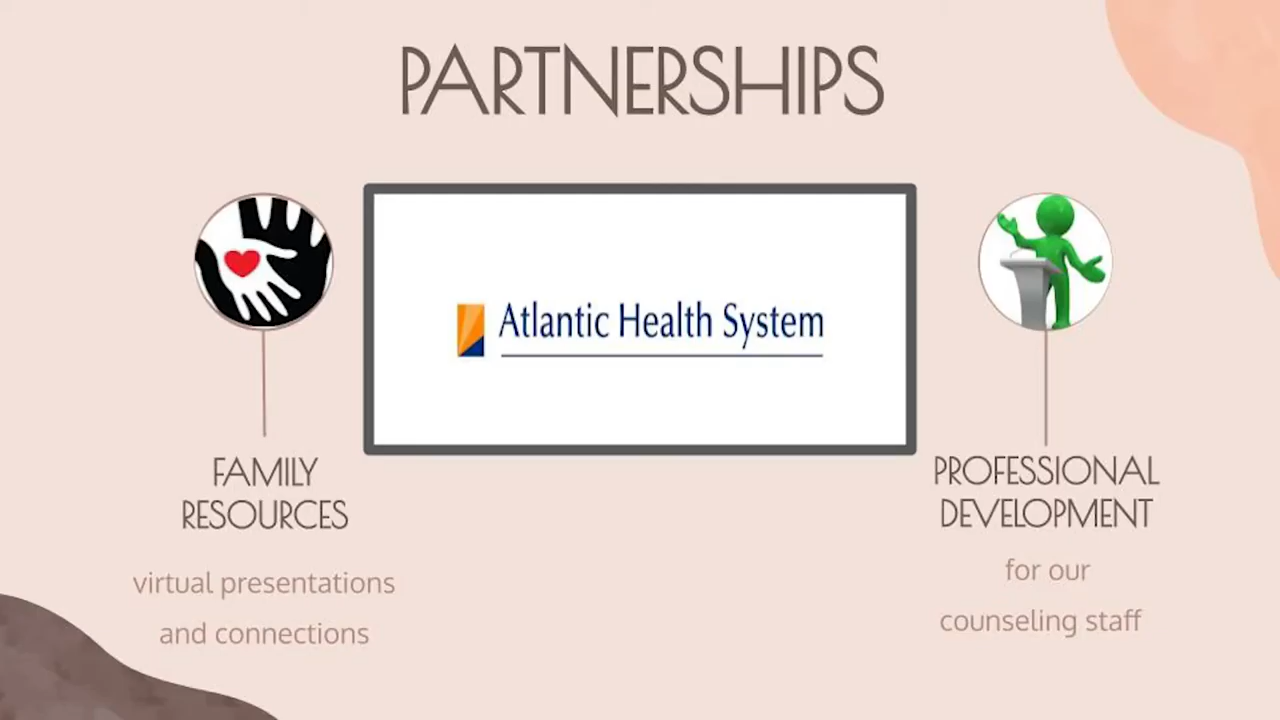 PARTNERSHIPS
Atlantic Health System
FAMILY
RESOURCES
virtual presentations
and connections
PROFESSIONAL
DEVELOPMENT
for our
counseling staff